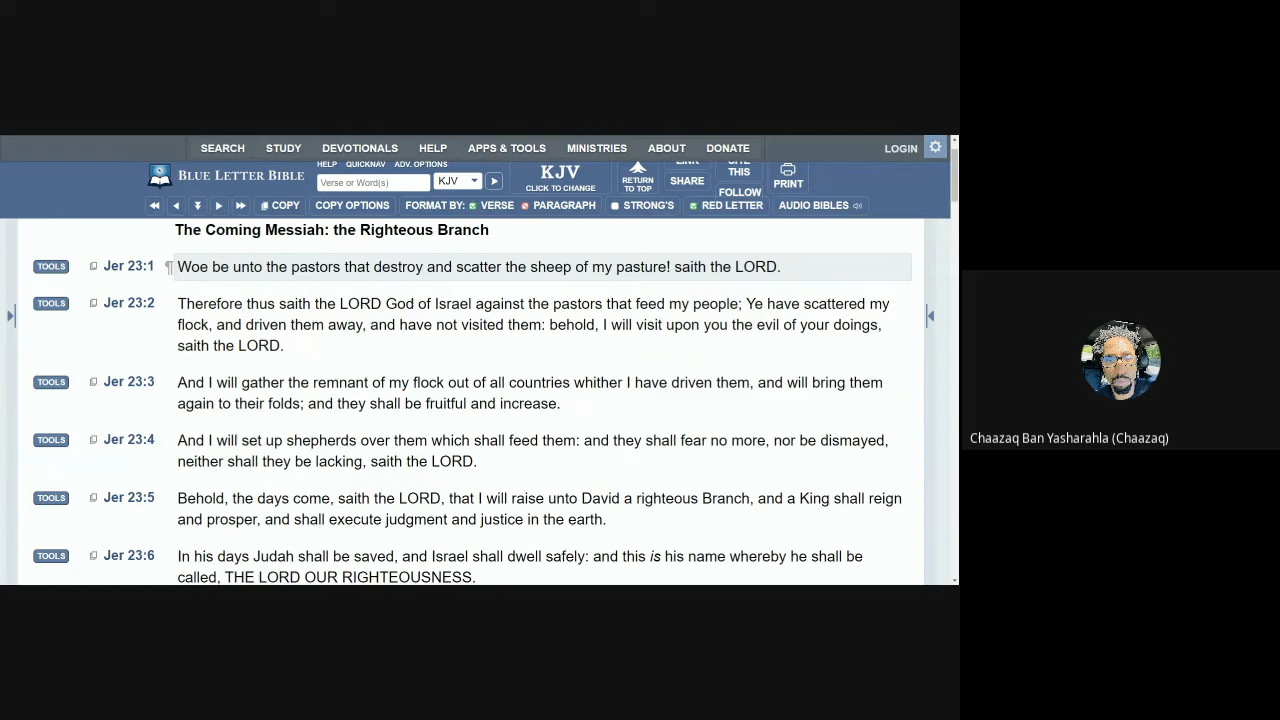 SEARCH STUDY DEVOTIONALS HELP APPS & TOOLS MINISTRIES ABOUT DONATE LOGIN
HELP QUICKNAV ADV. OPTIONS
BLUE LETTER BIBLE
Verse or Word(s) KJV
KJV
CLICK TO CHANGE
RETURN
TO TOP
LINK
SHARE
CITE
THIS
FOLLOW
PRINT
COPY COPY OPTIONS FORMAT BY: VERSE PARAGRAPH STRONG'S RED LETTER AUDIO BIBLES
The Coming Messiah: the Righteous Branch
TOOLS Jer 23:1 ¶ Woe be unto the pastors that destroy and scatter the sheep of my pasture! saith the LORD.
TOOLS Jer 23:2 Therefore thus saith the LORD God of Israel against the pastors that feed my people; Ye have scattered my
flock, and driven them away, and have not visited them: behold, I will visit upon you the evil of your doings,
saith the LORD.
TOOLS Jer 23:3 And I will gather the remnant of my flock out of all countries whither I have driven them, and will bring them
again to their folds; and they shall be fruitful and increase.
TOOLS Jer 23:4 And I will set up shepherds over them which shall feed them: and they shall fear no more, nor be dismayed,
neither shall they be lacking, saith the LORD.
TOOLS Jer 23:5 Behold, the days come, saith the LORD, that I will raise unto David a righteous Branch, and a King shall reign
and prosper, and shall execute judgment and justice in the earth.
TOOLS Jer 23:6 In his days Judah shall be saved, and Israel shall dwell safely: and this is his name whereby he shall be
called, THE LORD OUR RIGHTEOUSNESS.
Chaazaq Ban Yasharahla (Chaazaq)